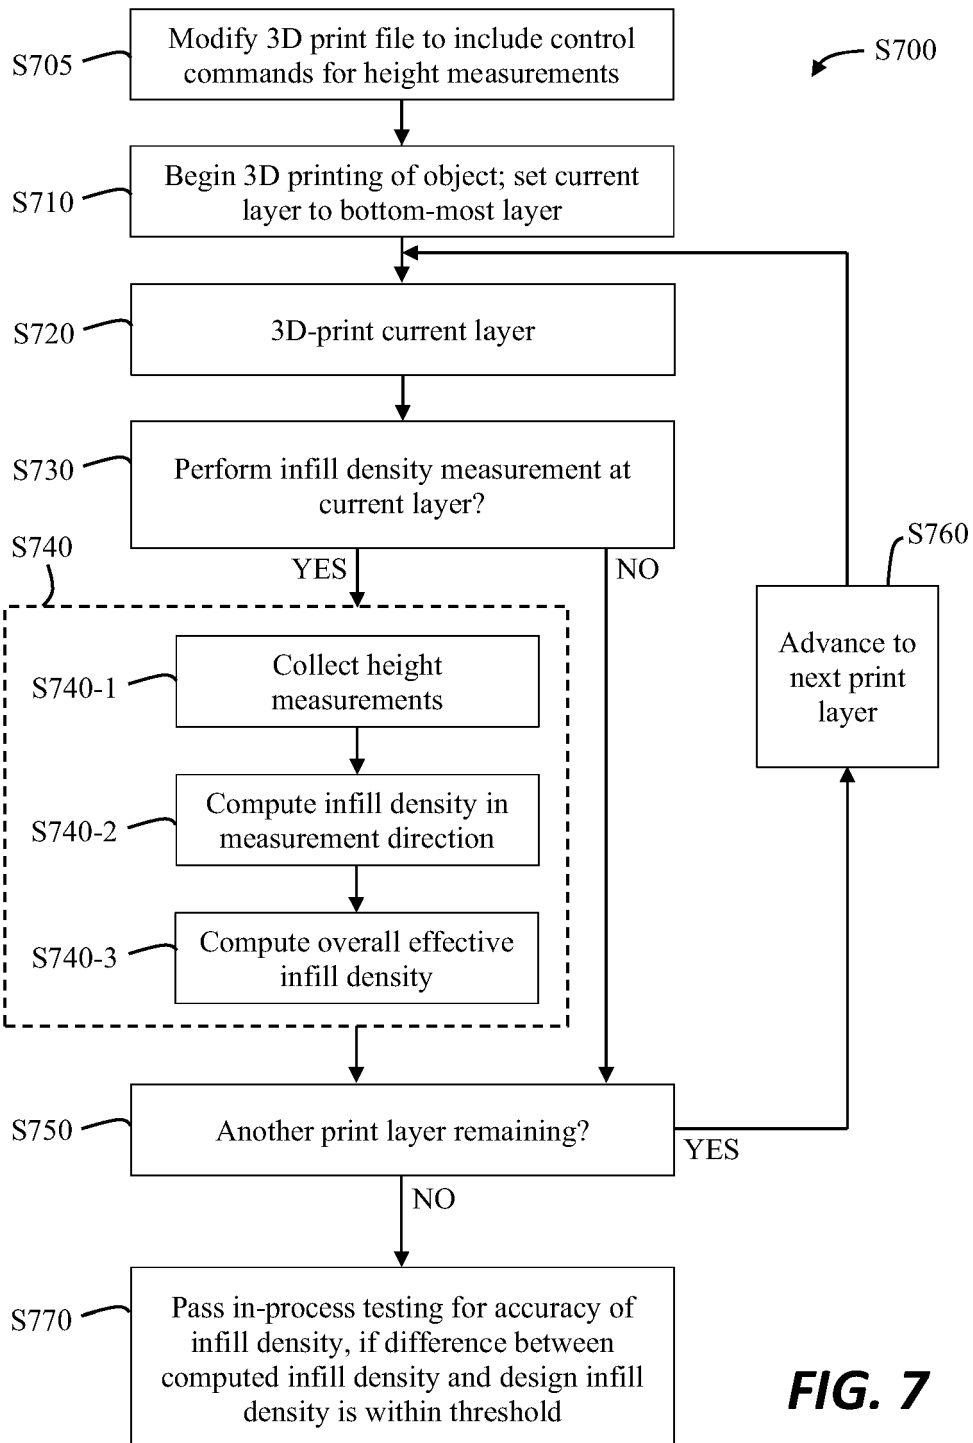 Modify 3D print file to include control
commands for height measurements
S705
S700
Begin 3D printing of object; set current
layer to bottom-most layer
S710
3D-print current layer
S720
Perform infill density measurement at
current layer?
S730
S740
YES
NO
S760
Advance to
next print
layer
Collect height
measurements
S740-1
Compute infill density in
measurement direction
S740-2
Compute overall effective
infill density
S740-3
Another print layer remaining?
S750
YES
NO
Pass in-process testing for accuracy of
infill density, if difference between
computed infill density and design infill
density is within threshold
S770
FIG. 7